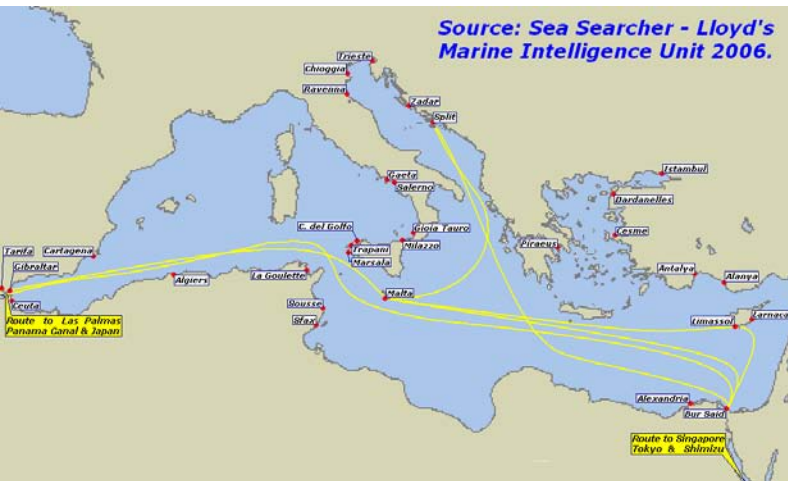 Source: Sea Searcher - Lloyd's
Marine Intelligence Unit 2006.
Trieste
Chioggia
Ravenna
Zadar
Split
Istambul
Gaeta
Salerno
Dardanelles
C. del Golfo
Gioia Tauro
Cesme
Tarifa
Cartagena
Trapani
Milazzo
Piraeus
Gibraltar
Marsala
Antalya
La Goulette
Algiers
Alanya
Ceuta
Malta
Sousse
Larnaca
Route to Las Palmas
Panama Canal & Japan
Sfax
Limassol
Alexandria
Bur Said
Route to Singapore
Tokyo & Shimizu